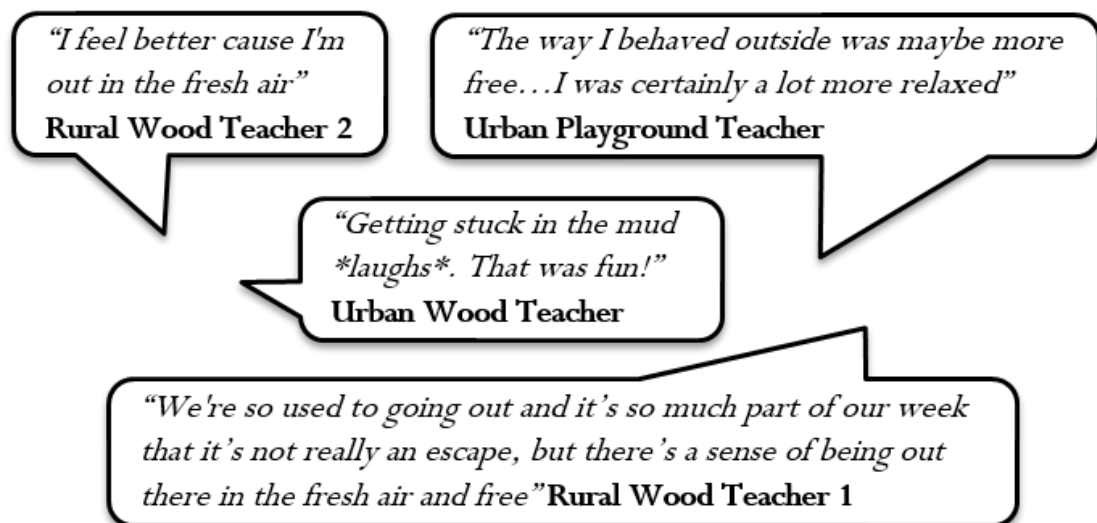 “I feel better cause I'm
out in the fresh air”
Rural Wood Teacher 2
“The way I behaved outside was maybe more
free…I was certainly a lot more relaxed”
Urban Playground Teacher
“Getting stuck in the mud
*laughs*. That was fun!”
Urban Wood Teacher
“We're so used to going out and it’s so much part of our week
that it’s not really an escape, but there’s a sense of being out
there in the fresh air and free” Rural Wood Teacher 1